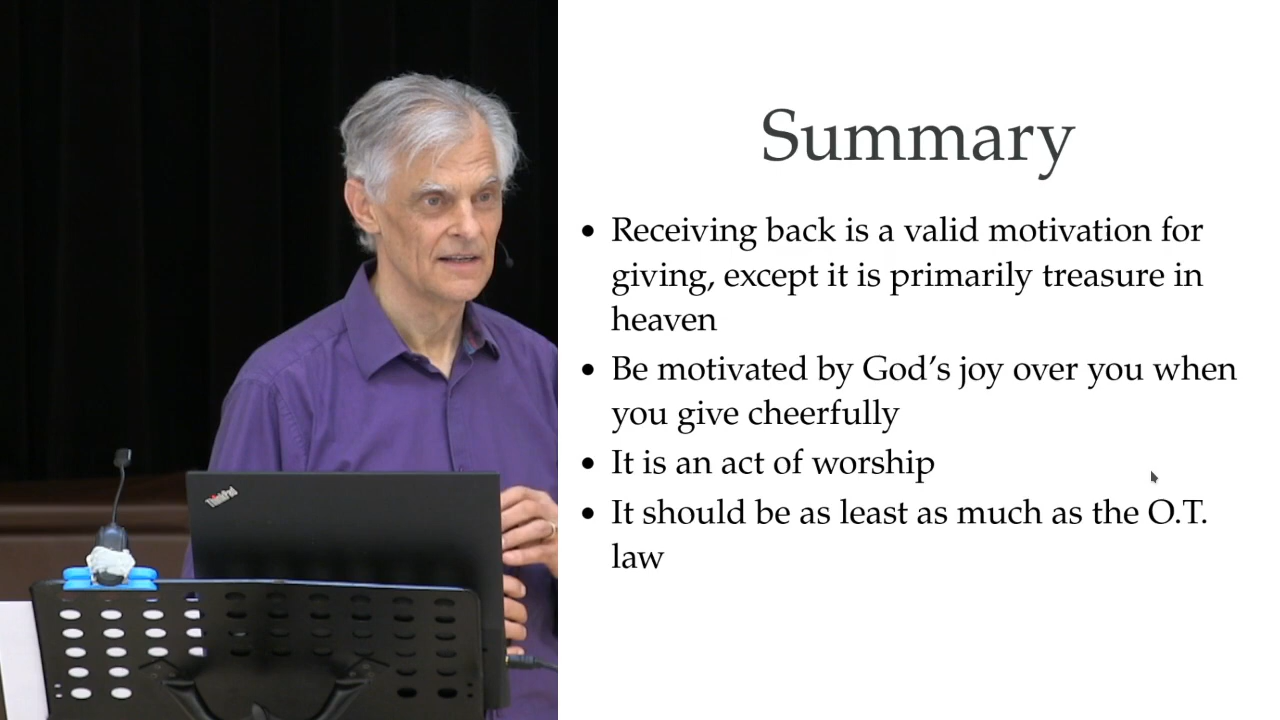 Summary
• Receiving back is a valid motivation for
giving, except it is primarily treasure in
heaven
• Be motivated by God’s joy over you when
you give cheerfully
• It is an act of worship
• It should be as least as much as the O.T.
law
ThinkPad